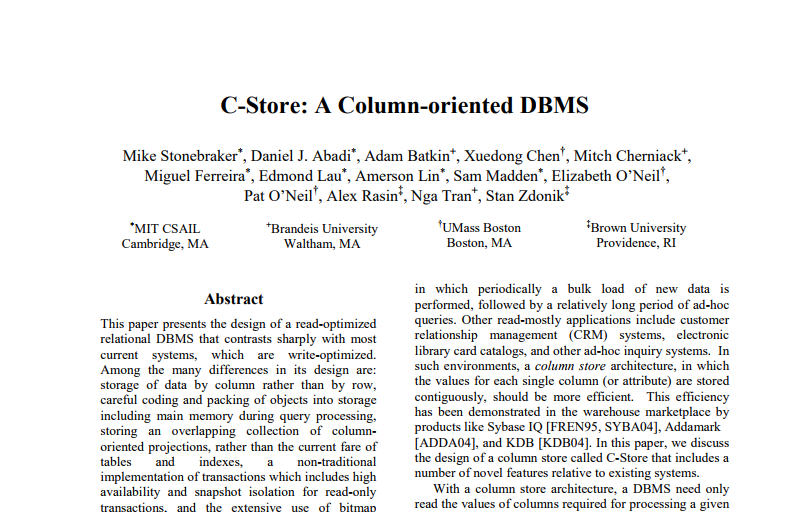 C-Store: A Column-oriented DBMS
Mike Stonebraker*, Daniel J. Abadi*, Adam Batkin+, Xuedong Chen†, Mitch Cherniack+,
Miguel Ferreira*, Edmond Lau*, Amerson Lin*, Sam Madden*, Elizabeth O’Neil†,
Pat O’Neil†, Alex Rasin‡, Nga Tran+, Stan Zdonik‡
*MIT CSAIL
Cambridge, MA
+Brandeis University
Waltham, MA
†UMass Boston
Boston, MA
‡Brown University
Providence, RI
Abstract
This paper presents the design of a read-optimized
relational DBMS that contrasts sharply with most
current systems, which are write-optimized.
Among the many differences in its design are:
storage of data by column rather than by row,
careful coding and packing of objects into storage
including main memory during query processing,
storing an overlapping collection of column-
oriented projections, rather than the current fare of
tables and indexes, a non-traditional
implementation of transactions which includes high
availability and snapshot isolation for read-only
transactions, and the extensive use of bitmap
in which periodically a bulk load of new data is
performed, followed by a relatively long period of ad-hoc
queries. Other read-mostly applications include customer
relationship management (CRM) systems, electronic
library card catalogs, and other ad-hoc inquiry systems. In
such environments, a column store architecture, in which
the values for each single column (or attribute) are stored
contiguously, should be more efficient. This efficiency
has been demonstrated in the warehouse marketplace by
products like Sybase IQ [FREN95, SYBA04], Addamark
[ADDA04], and KDB [KDB04]. In this paper, we discuss
the design of a column store called C-Store that includes a
number of novel features relative to existing systems.
With a column store architecture, a DBMS need only
read the values of columns required for processing a given